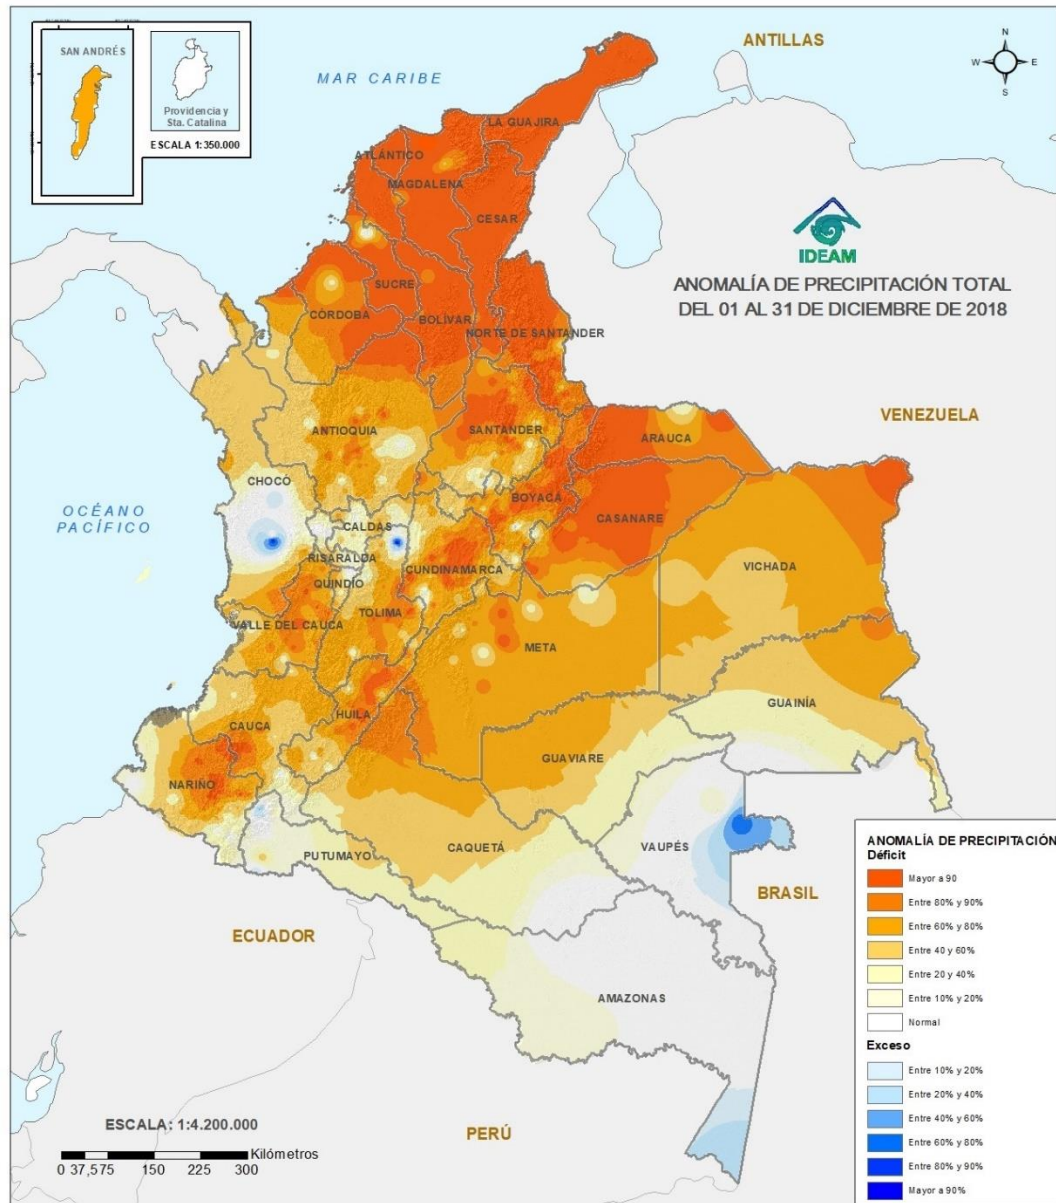 SAN ANDRÉS
Providencia y
Sta. Catalina
ESCALA 1:350.000
MAR CARIBE
ANTILLAS
N
W
E
S
IDEAM
ANOMALÍA DE PRECIPITACIÓN TOTAL
DEL 01 AL 31 DE DICIEMBRE DE 2018
LA GUAJIRA
ATLÁNTICO
MAGDALENA
CESAR
SUCRE
CÓRDOBA
BOLÍVAR
NORTE DE SANTANDER
VENEZUELA
ANTIOQUIA
SANTANDER
ARAUCA
CHOCÓ
BOYACÁ
OCÉANO
PACÍFICO
CALDAS
CASANARE
RISARALDA
CUNDINAMARCA
VICHADA
QUINDÍO
TOLIMA
VALLE DEL CAUCA
META
GUAINÍA
CAUCA
HUILA
GUAVIARE
NARIÑO
PUTUMAYO
CAQUETÁ
VAUPÉS
BRASIL
ECUADOR
AMAZONAS
PERÚ
ESCALA: 1:4.200.000
Kilómetros
0 37,575 150 225 300
ANOMALÍA DE PRECIPITACIÓN
Déficit
Mayor a 90
Entre 80% y 90%
Entre 60% y 80%
Entre 40 y 60%
Entre 20 y 40%
Entre 10% y 20%
Normal
Exceso
Entre 10% y 20%
Entre 20% y 40%
Entre 40% y 60%
Entre 60% y 80%
Entre 80% y 90%
Mayor a 90%